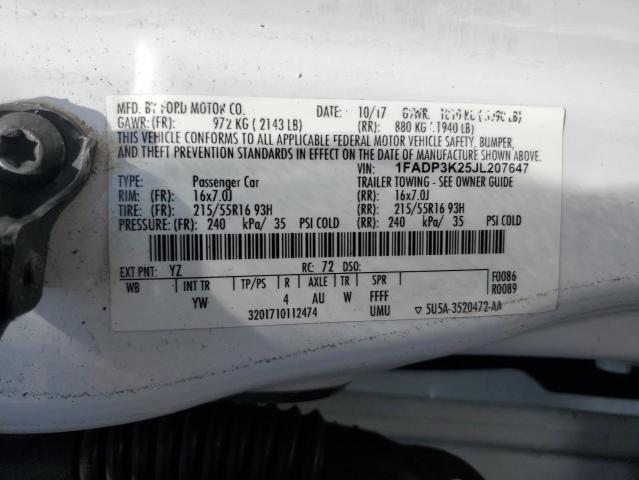 MFD. BY FORD MOTOR CO. DATE: 10/17 GVWR:
GAWR: (FR): 972 KG ( 2143 LB) (RR): 880 KG ( 1940 LB)
THIS VEHICLE CONFORMS TO ALL APPLICABLE FEDERAL MOTOR VEHICLE SAFETY, BUMPER,
AND THEFT PREVENTION STANDARDS IN EFFECT ON THE DATE OF MANUFACTURE SHOWN ABOVE.
VIN: 1FADP3K25JL207647
TYPE: Passenger Car TRAILER TOWING - SEE OWNER GUIDE
RIM: (FR): 16x7.0J (RR): 16x7.0J
TIRE: (FR): 215/55R16 93H (RR): 215/55R16 93H
PRESSURE: (FR): 240 kPa/ 35 PSI COLD (RR): 240 kPa/ 35 PSI COLD
EXT PNT: YZ RC: 72 DSO: F0086
WB INT TR TP/PS R AXLE TR SPR R0089
YW 4 AU W FFFF
3201710112474 UMU ▽ 5U5A-3520472-AA